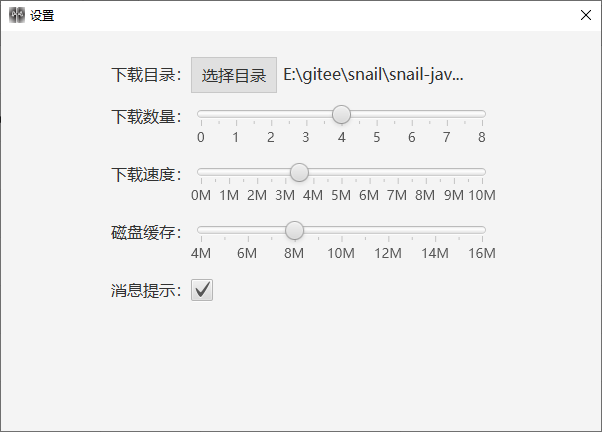 设置
下载目录： 选择目录 E:\gitee\snail\snail-jav...
下载数量：
0 1 2 3 4 5 6 7 8
下载速度：
0M 1M 2M 3M 4M 5M 6M 7M 8M 9M 10M
磁盘缓存：
4M 6M 8M 10M 12M 14M 16M
消息提示：